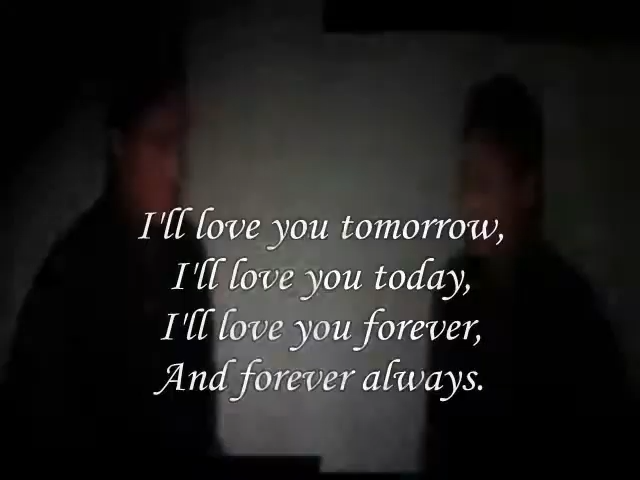 I'll love you tomorrow,
I'll love you today,
I'll love you forever,
And forever always.